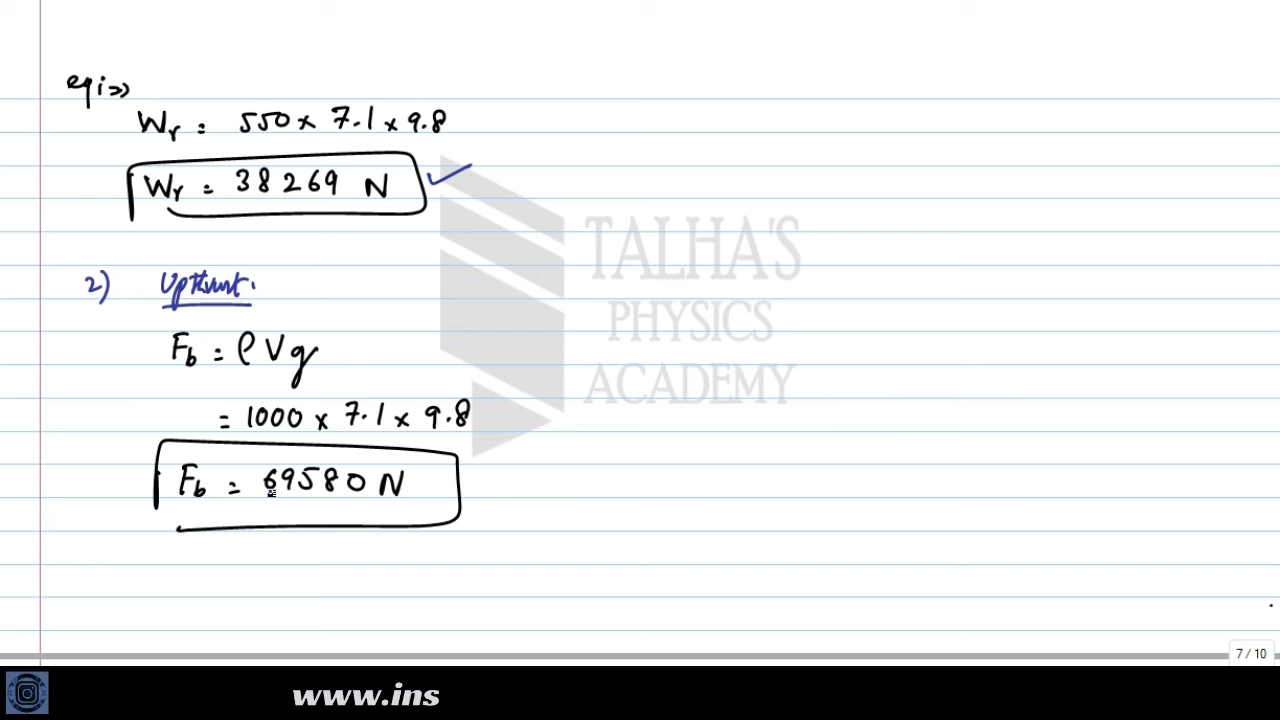 eq i ⇒
Wr = 550 × 7.1 × 9.8
Wr = 38269 N
2) Upthrust.
Fb = ρVg
= 1000 × 7.1 × 9.8
Fb = 69580 N
TALHA'S
PHYSICS
ACADEMY
7 / 10
www.ins